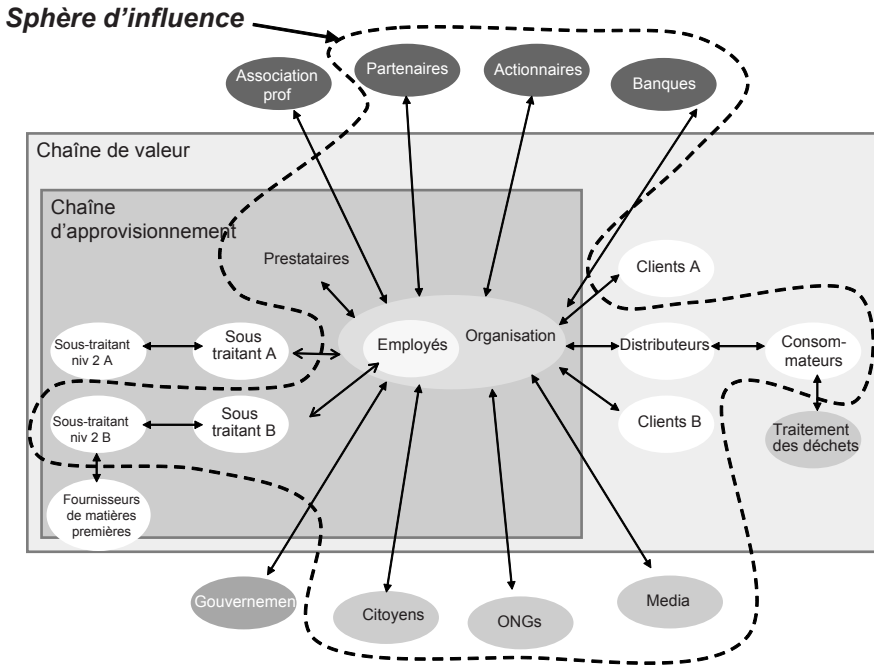 Sphère d’influence
Association
prof
Partenaires
Actionnaires
Banques
Chaîne de valeur
Chaîne
d’approvisionnement
Prestataires
Clients A
Sous-traitant
niv 2 A
Sous
traitant A
Employés
Organisation
Distributeurs
Consom-
mateurs
Sous-traitant
niv 2 B
Sous
traitant B
Clients B
Traitement
des déchets
Fournisseurs
de matières
premières
Gouvernemen
Citoyens
ONGs
Media